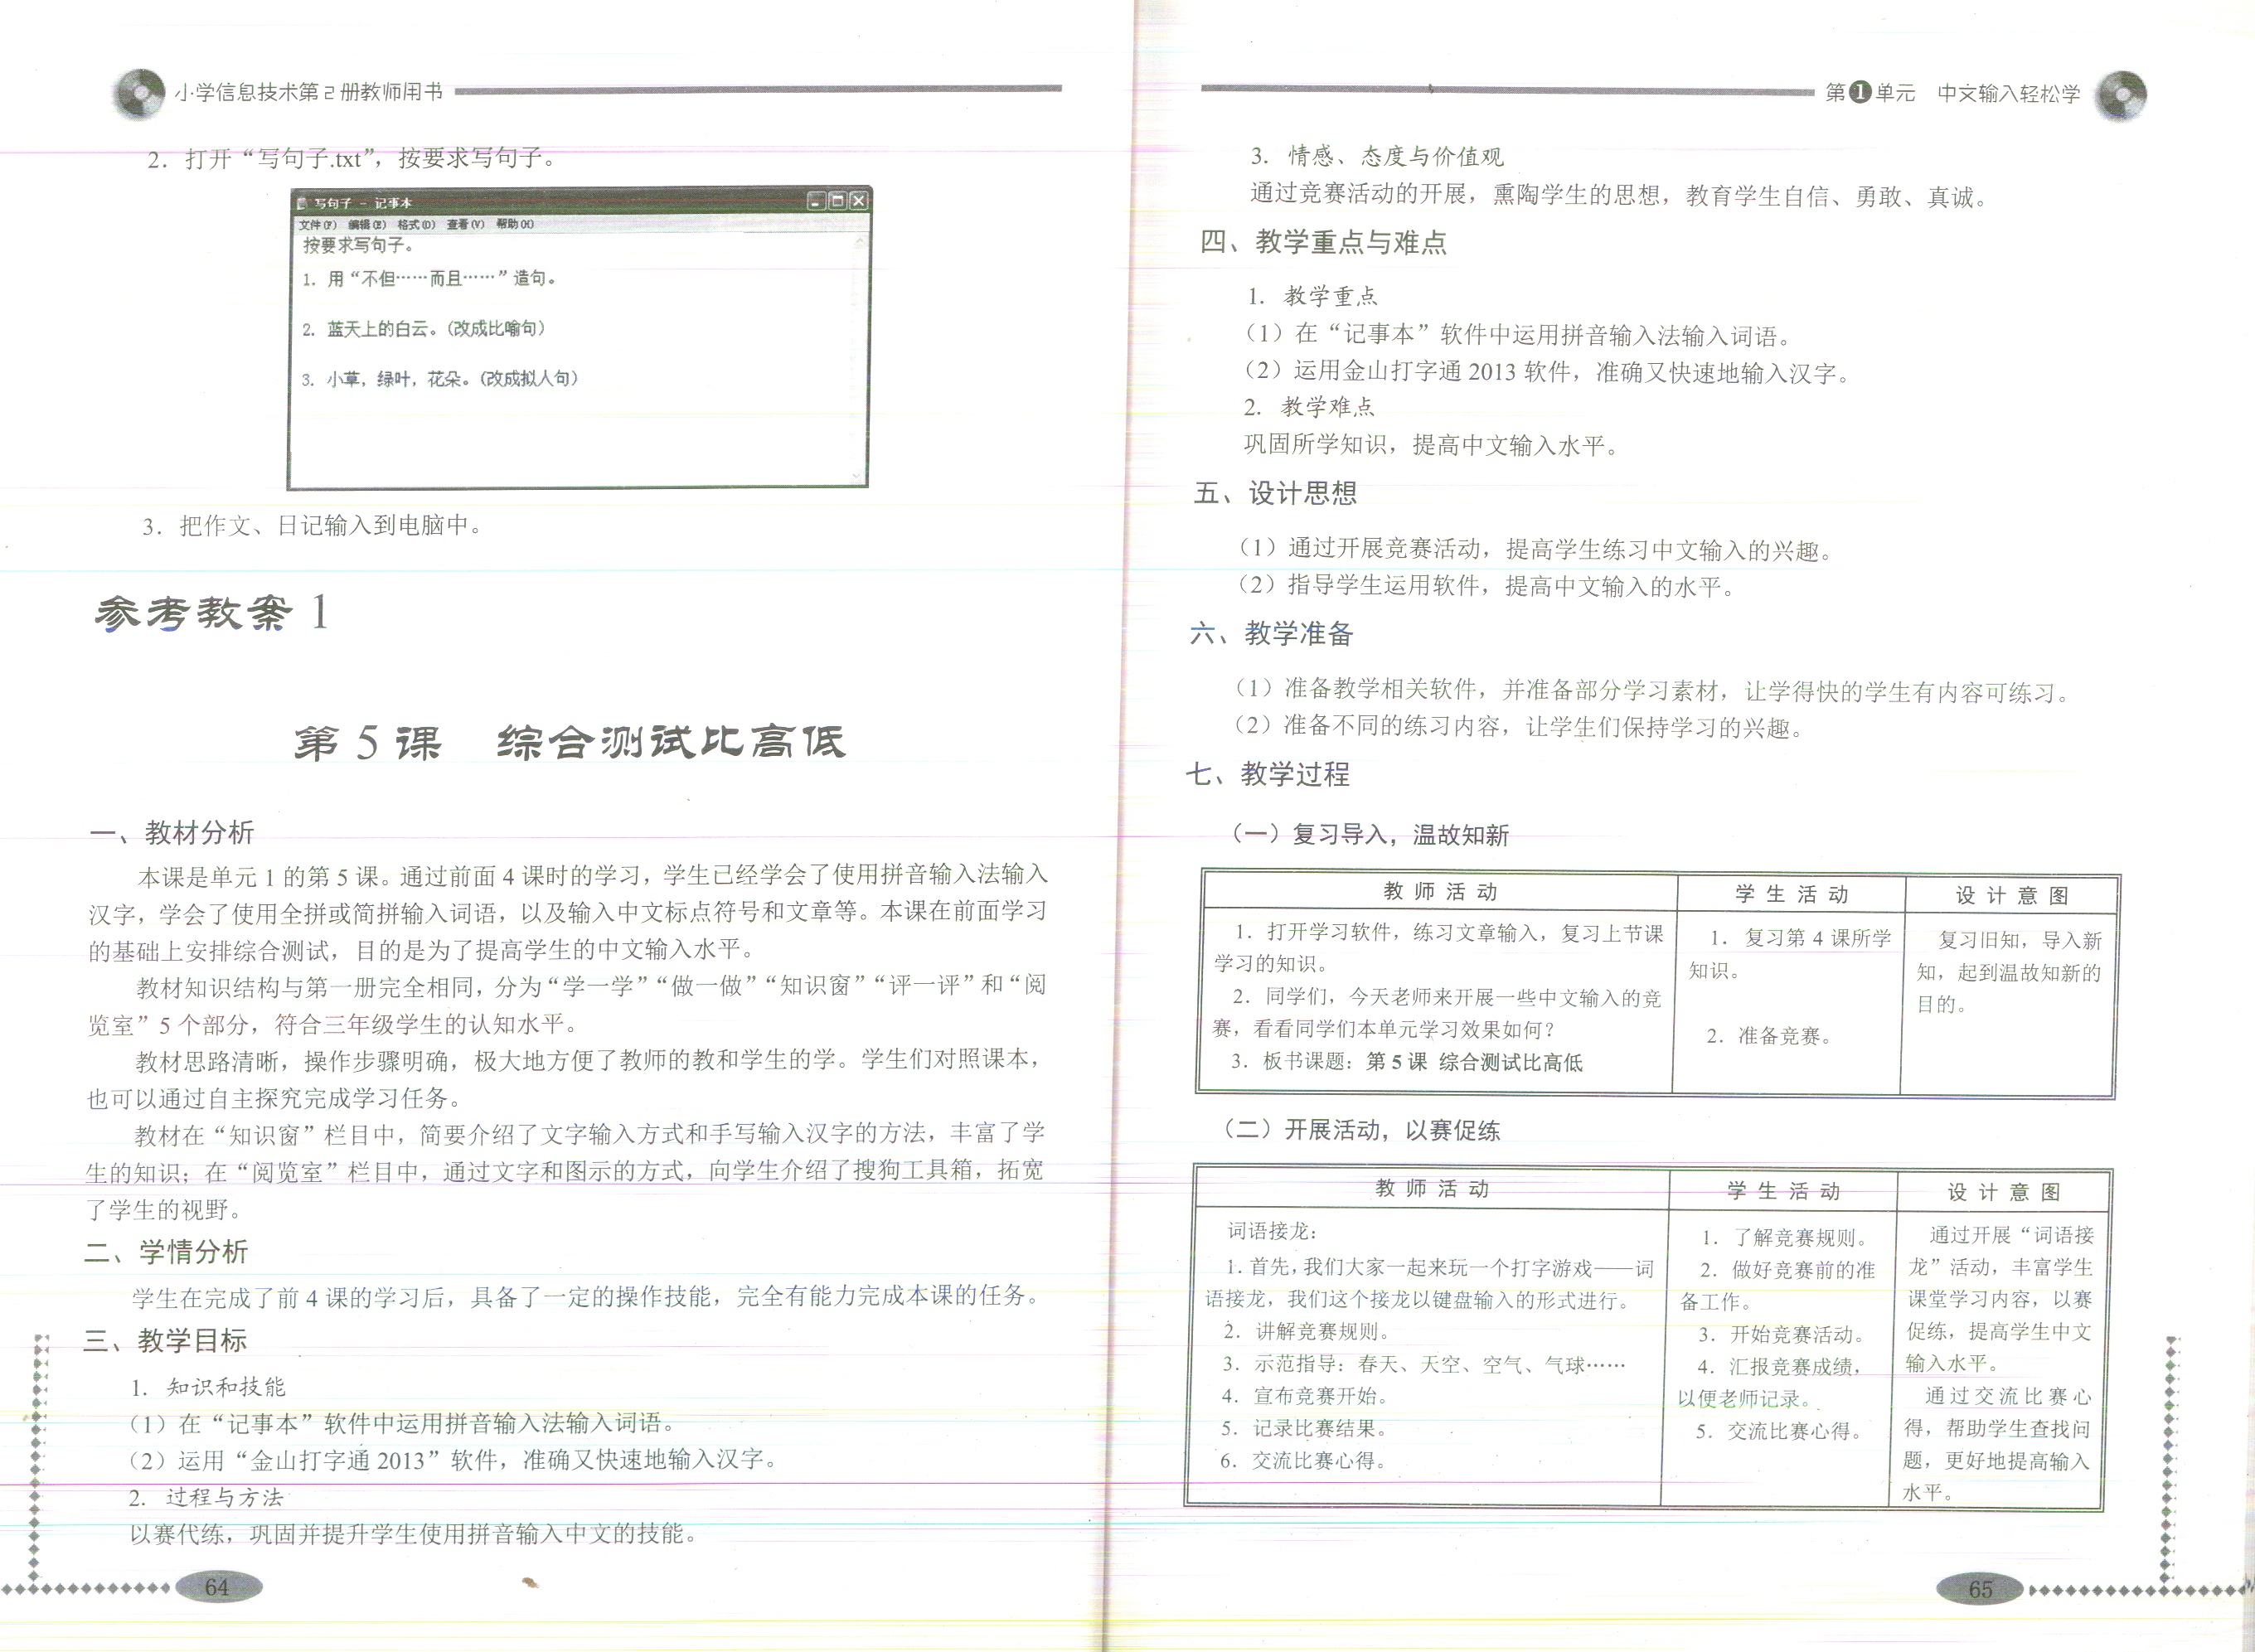 小学信息技术第2册教师用书
2．打开“写句子.txt”，按要求写句子。
写句子 - 记事本
文件(F) 编辑(E) 格式(O) 查看(V) 帮助(H)
按要求写句子。
1．用“不但……而且……”造句。
2．蓝天上的白云。(改成比喻句)
3．小草，绿叶，花朵。(改成拟人句)
3．把作文、日记输入到电脑中。
参考教案 1
第 5 课 综合测试比高低
一、教材分析
本课是单元 1 的第 5 课。通过前面 4 课时的学习，学生已经学会了使用拼音输入法输入
汉字，学会了使用全拼或简拼输入词语，以及输入中文标点符号和文章等。本课在前面学习
的基础上安排综合测试，目的是为了提高学生的中文输入水平。
教材知识结构与第一册完全相同，分为“学一学”“做一做”“知识窗”“评一评”和“阅
览室”5 个部分，符合三年级学生的认知水平。
教材思路清晰，操作步骤明确，极大地方便了教师的教和学生的学。学生们对照课本，
也可以通过自主探究完成学习任务。
教材在“知识窗”栏目中，简要介绍了文字输入方式和手写输入汉字的方法，丰富了学
生的知识；在“阅览室”栏目中，通过文字和图示的方式，向学生介绍了搜狗工具箱，拓宽
了学生的视野。
二、学情分析
学生在完成了前 4 课的学习后，具备了一定的操作技能，完全有能力完成本课的任务。
三、教学目标
1．知识和技能
（1）在“记事本”软件中运用拼音输入法输入词语。
（2）运用“金山打字通 2013”软件，准确又快速地输入汉字。
2．过程与方法
以赛代练，巩固并提升学生使用拼音输入中文的技能。
64
第1单元 中文输入轻松学
3．情感、态度与价值观
通过竞赛活动的开展，熏陶学生的思想，教育学生自信、勇敢、真诚。
四、教学重点与难点
1．教学重点
（1）在“记事本”软件中运用拼音输入法输入词语。
（2）运用金山打字通 2013 软件，准确又快速地输入汉字。
2．教学难点
巩固所学知识，提高中文输入水平。
五、设计思想
（1）通过开展竞赛活动，提高学生练习中文输入的兴趣。
（2）指导学生运用软件，提高中文输入的水平。
六、教学准备
（1）准备教学相关软件，并准备部分学习素材，让学得快的学生有内容可练习。
（2）准备不同的练习内容，让学生们保持学习的兴趣。
七、教学过程
（一）复习导入，温故知新
教师活动
1．打开学习软件，练习文章输入，复习上节课
学习的知识。
2．同学们，今天老师来开展一些中文输入的竞
赛，看看同学们本单元学习效果如何？
3．板书课题：第 5 课 综合测试比高低
学生活动
1．复习第 4 课所学
知识。
2．准备竞赛。
设计意图
复习旧知，导入新
知，起到温故知新的
目的。
（二）开展活动，以赛促练
教师活动
词语接龙：
1．首先，我们大家一起来玩一个打字游戏——词
语接龙，我们这个接龙以键盘输入的形式进行。
2．讲解竞赛规则。
3．示范指导：春天、天空、空气、气球……
4．宣布竞赛开始。
5．记录比赛结果。
6．交流比赛心得。
学生活动
1．了解竞赛规则。
2．做好竞赛前的准
备工作。
3．开始竞赛活动。
4．汇报竞赛成绩，
以便老师记录。
5．交流比赛心得。
设计意图
通过开展“词语接
龙”活动，丰富学生
课堂学习内容，以赛
促练，提高学生中文
输入水平。
通过交流比赛心
得，帮助学生查找问
题，更好地提高输入
水平。
65